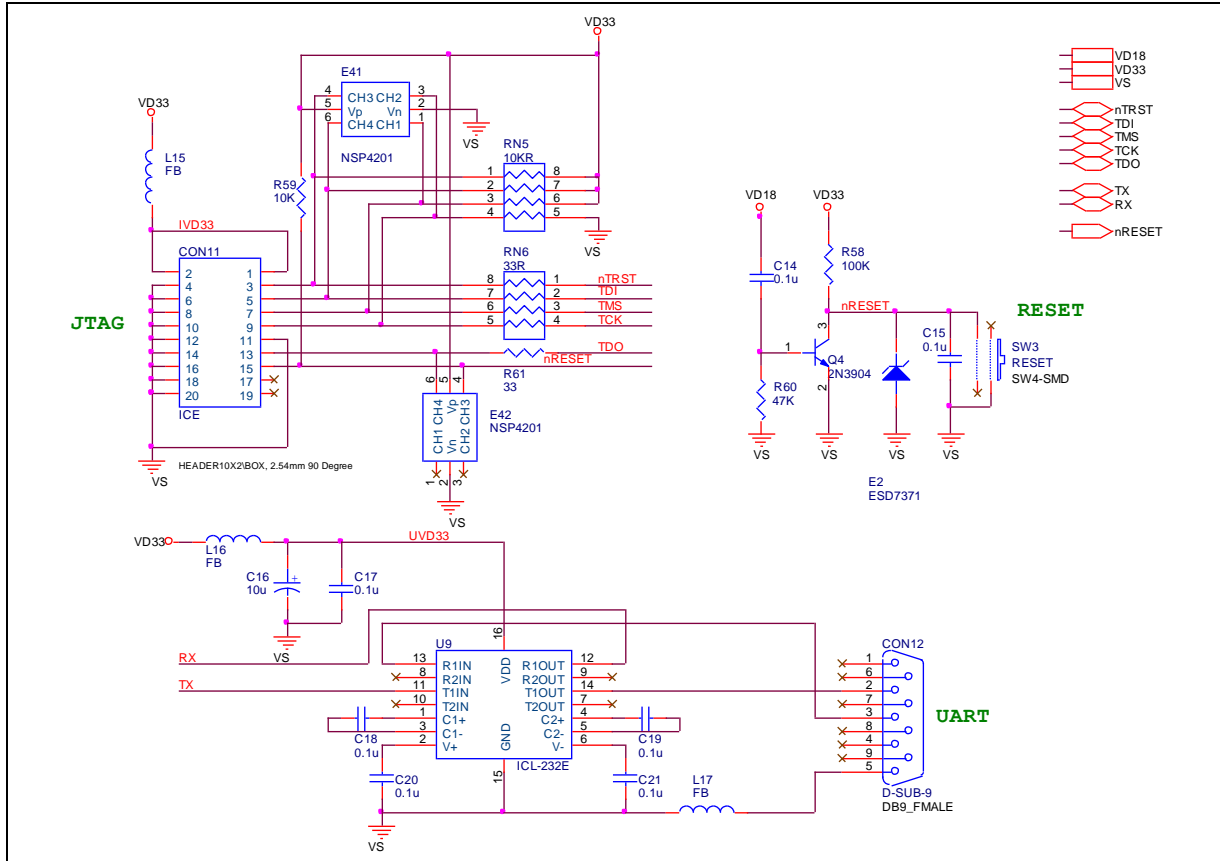 VD33
E41
4 CH3 CH2 3
5 Vp Vn 2
6 CH4 CH1 1
NSP4201
VS
VD33
L15
FB
R59
10K
RN5
10KR
1 8
2 7
3 6
4 5
VS
IVD33
CON11
2 1
4 3
6 5
8 7
10 9
12 11
14 13
16 15
18 17
20 19
ICE
JTAG
VS
HEADER10X2\BOX, 2.54mm 90 Degree
RN6
33R
8 1 nTRST
7 2 TDI
6 3 TMS
5 4 TCK
TDO
nRESET
R61
33
6 5 4
CH4 Vp CH3
CH1 Vn CH2
1 2 3
E42
NSP4201
VS
VD18
VD33
VS
nTRST
TDI
TMS
TCK
TDO
TX
RX
nRESET
VD18
VD33
C14
0.1u
R58
100K
nRESET
RESET
3
1
2
Q4
2N3904
C15
0.1u
SW3
RESET
SW4-SMD
R60
47K
VS
VS
VS
VS
E2
ESD7371
VD33
L16
FB
UVD33
C16
10u
+
C17
0.1u
VS
RX
TX
U9
16
VDD
13 R1IN R1OUT 12
8 R2IN R2OUT 9
11 T1IN T1OUT 14
10 T2IN T2OUT 7
1 C1+ C2+ 4
3 C1- C2- 5
2 V+ V- 6
GND
15
ICL-232E
C18
0.1u
C19
0.1u
C20
0.1u
C21
0.1u
L17
FB
VS
CON12
1
6
2
7
3
8
4
9
5
UART
D-SUB-9
DB9_FMALE